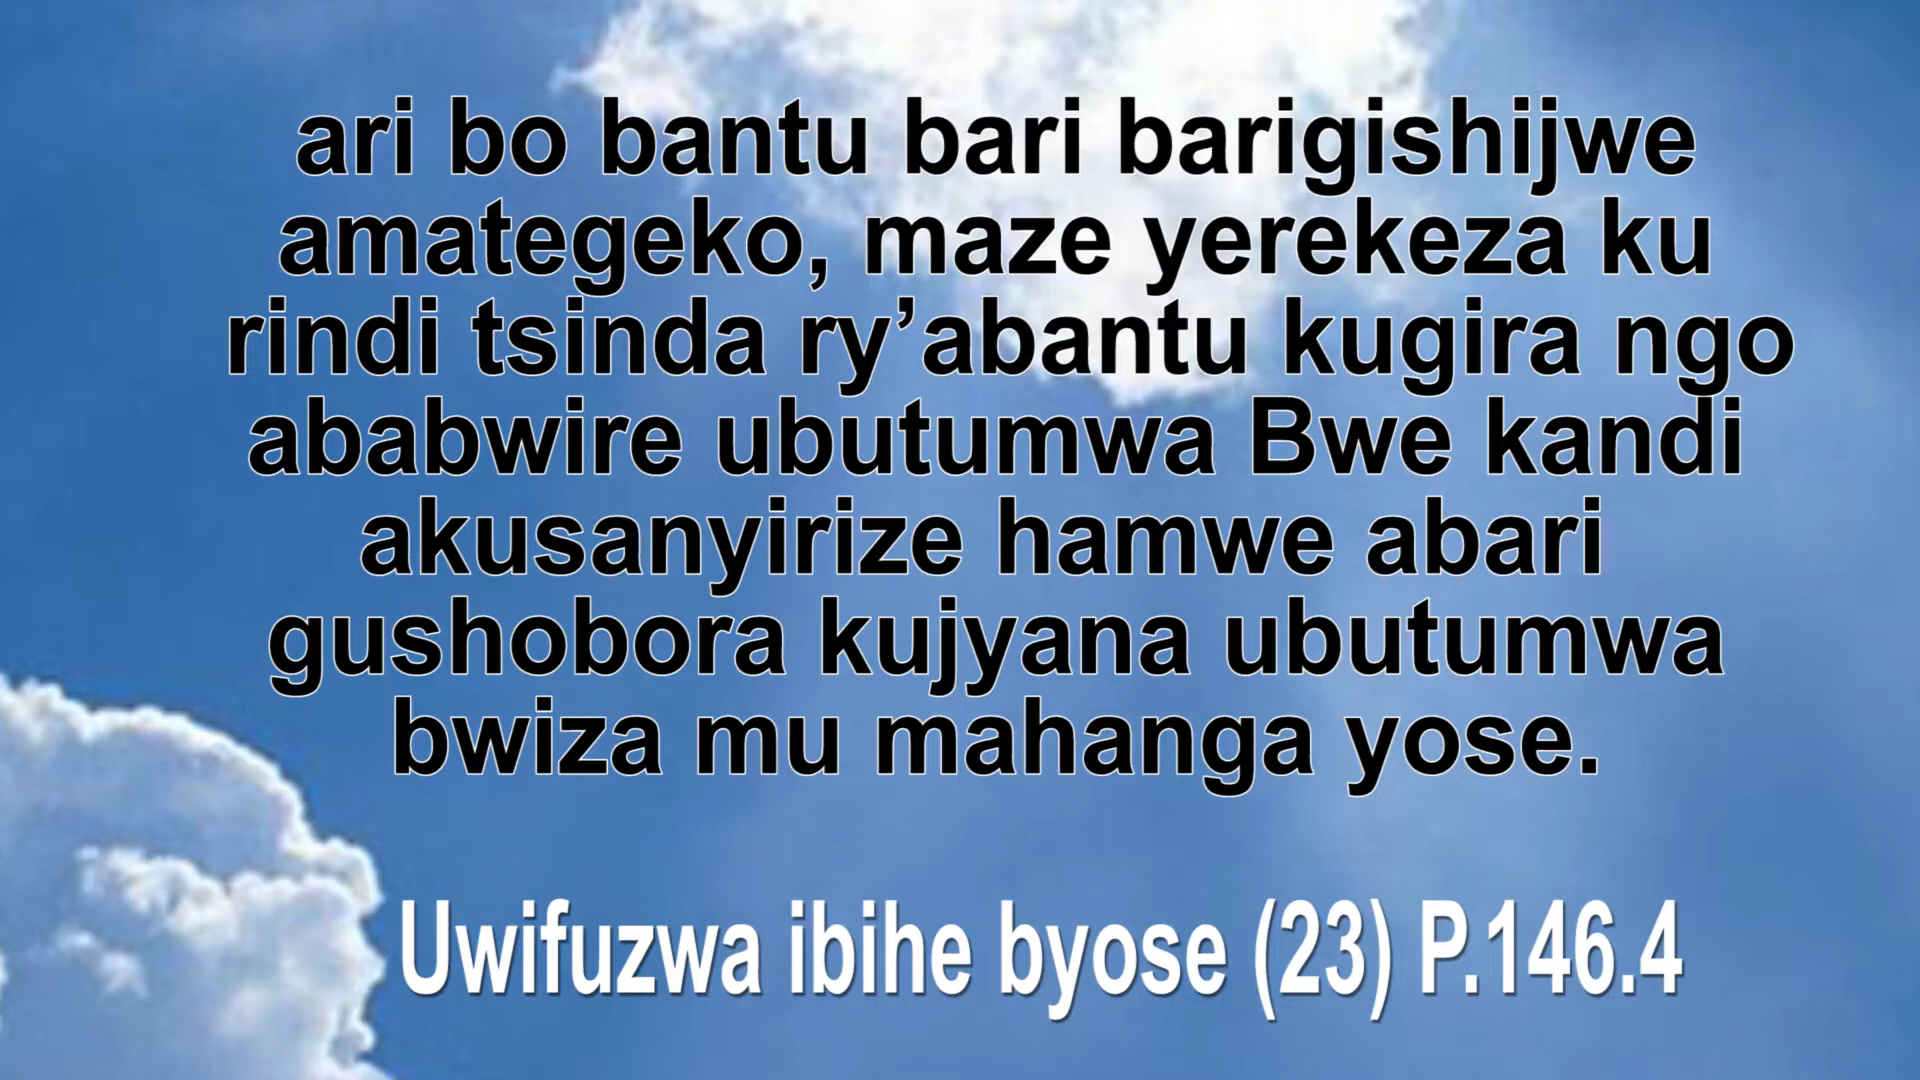 ari bo bantu bari barigishijwe
amategeko, maze yerekeza ku
rindi tsinda ry’abantu kugira ngo
ababwire ubutumwa Bwe kandi
akusanyirize hamwe abari
gushobora kujyana ubutumwa
bwiza mu mahanga yose.
Uwifuzwa ibihe byose (23) P.146.4